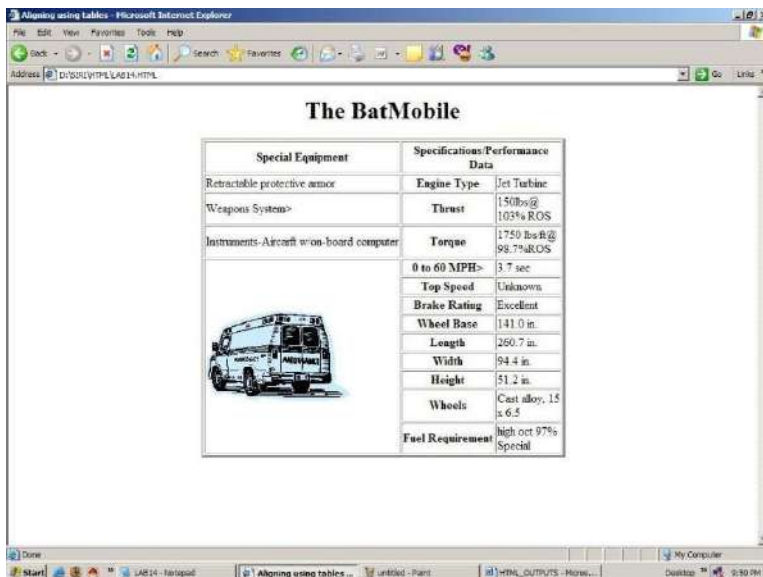 Aligning using tables - Microsoft Internet Explorer
File Edit View Favorites Tools Help
Back Search Favorites
Address D:\SIRI\HTML\LAB14.HTML Go Links
The BatMobile
Special Equipment
Specifications/Performance
Data
Retractable protective armor
Engine Type
Jet Turbine
Weapons System>
Thrust
150lbs@
103% ROS
Instruments-Aircarft w/on-board computer
Torque
1750 lbs-ft@
98.7%ROS
0 to 60 MPH>
3.7 sec
Top Speed
Unknown
Brake Rating
Excellent
Wheel Base
141.0 in.
Length
260.7 in.
Width
94.4 in.
Height
51.2 in.
Wheels
Cast alloy, 15
x 6.5
Fuel Requirement
high oct 97%
Special
AMBULANCE
Done My Computer
Start LAB14 - Notepad Aligning using tables ... untitled - Paint HTML_OUTPUTS - Micros... Desktop 9:50 PM